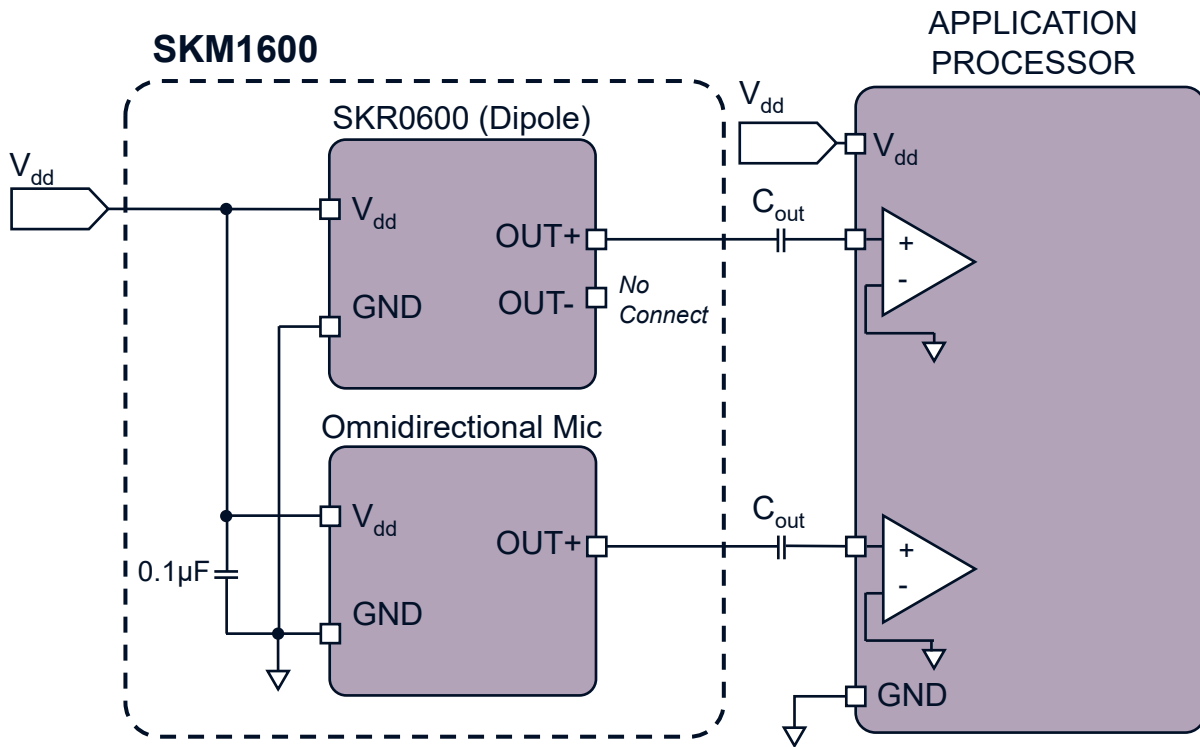 APPLICATION
PROCESSOR
SKM1600
SKR0600 (Dipole)
Vdd
Vdd
Vdd
Vdd
OUT+
Cout
+
-
GND
OUT-
No
Connect
Omnidirectional Mic
Vdd
OUT+
Cout
+
-
0.1µF
GND
GND